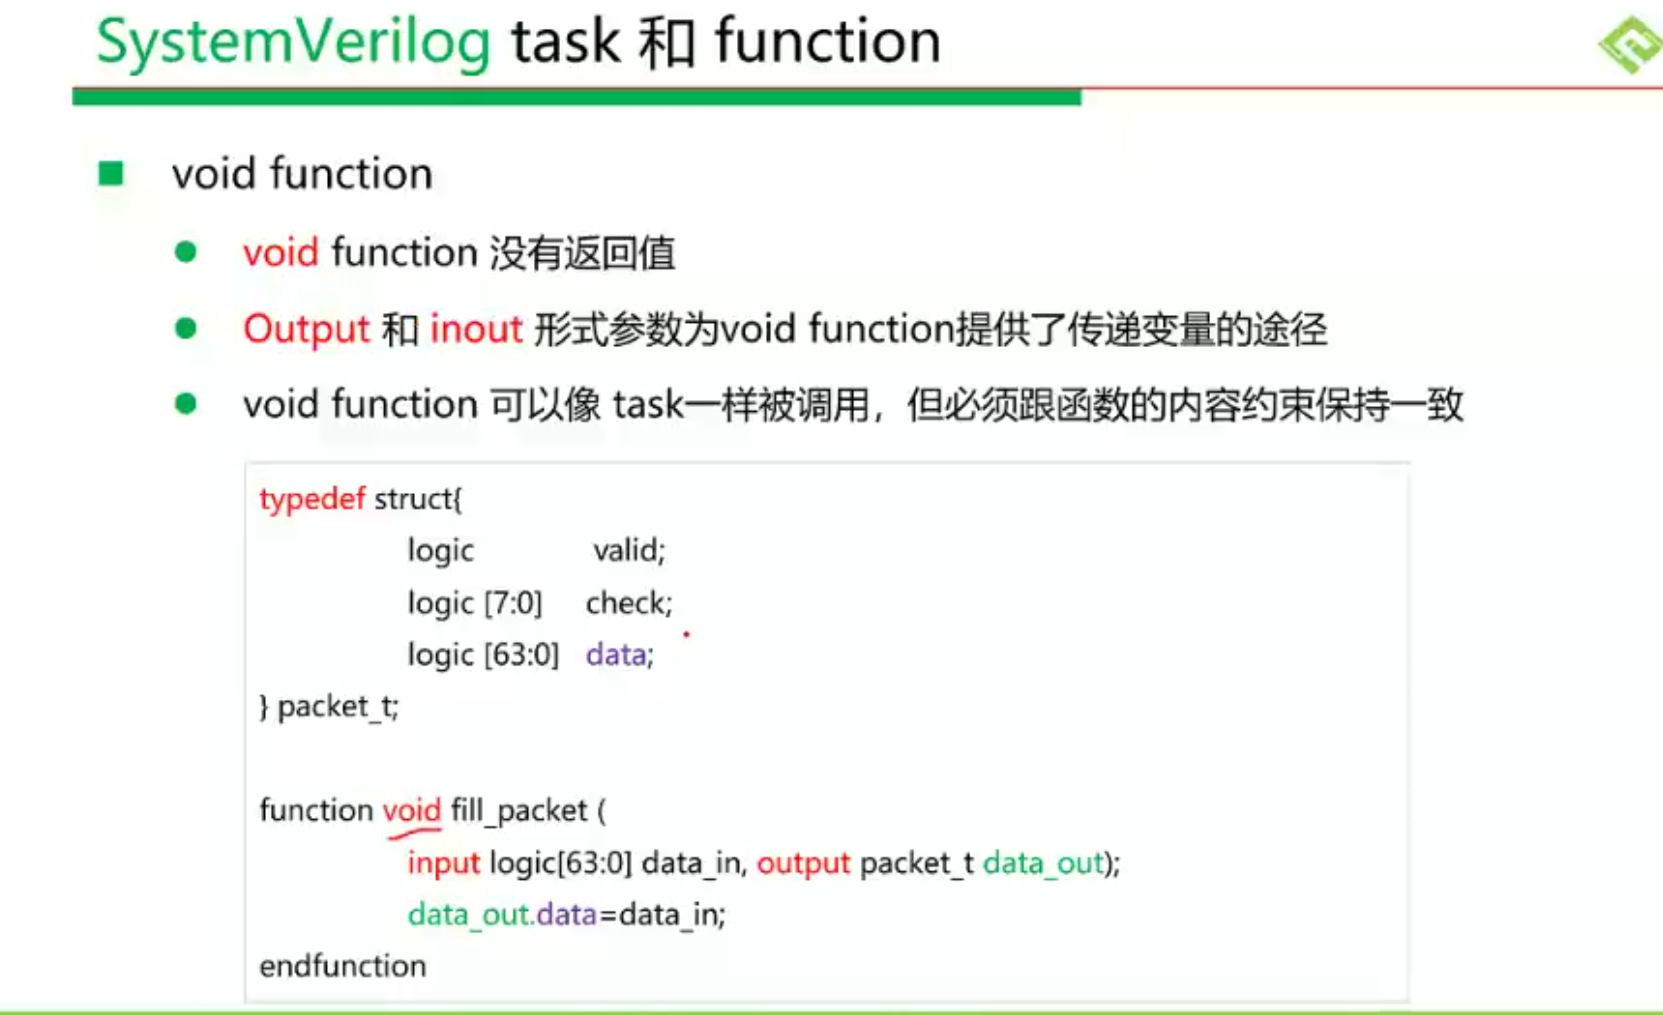 SystemVerilog task 和 function
void function
void function 没有返回值
Output 和 inout 形式参数为void function提供了传递变量的途径
void function 可以像 task一样被调用，但必须跟函数的内容约束保持一致
typedef struct{
logic valid;
logic [7:0] check;
logic [63:0] data;
} packet_t;
function void fill_packet (
input logic[63:0] data_in, output packet_t data_out);
data_out.data=data_in;
endfunction